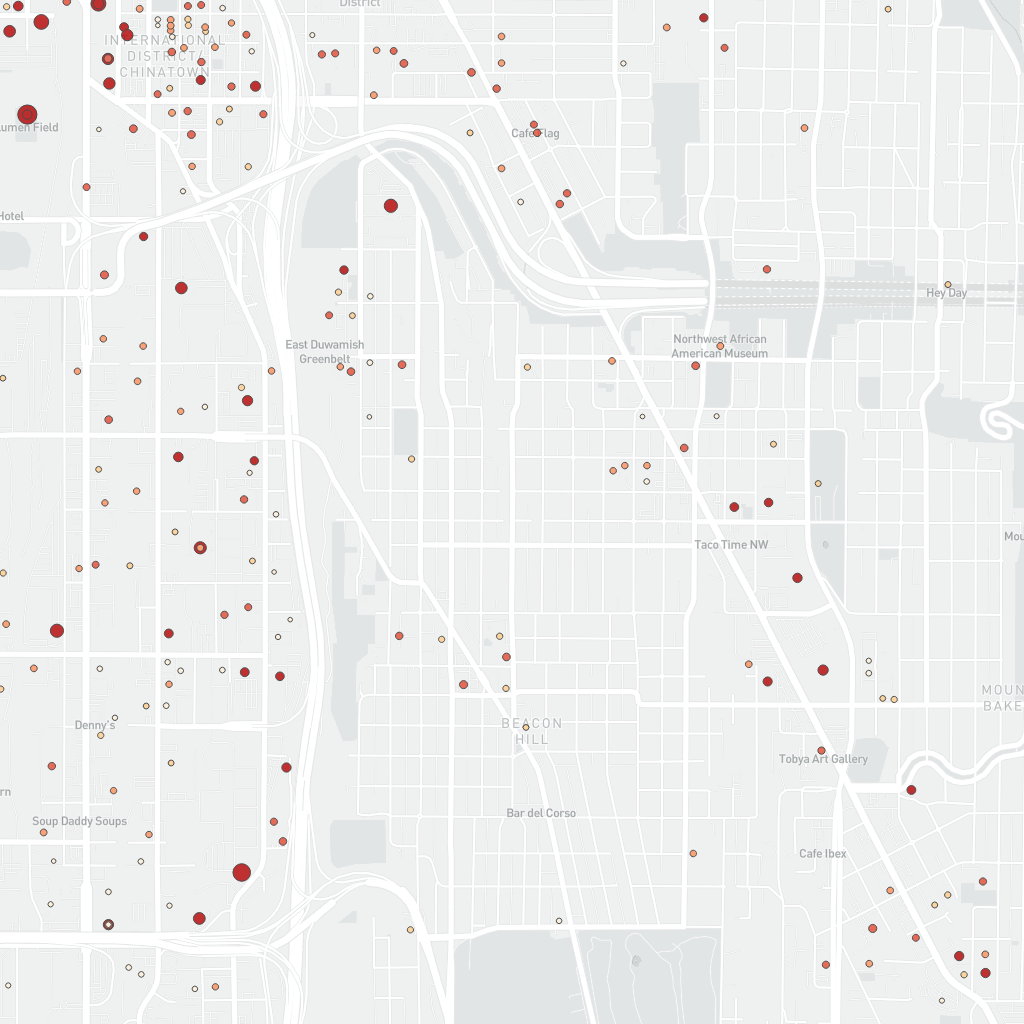 District
INTERNATIONAL
DISTRICT/
CHINATOWN
umen Field
Cafe Flag
Hotel
Hey Day
East Duwamish
Greenbelt
Northwest African
American Museum
Taco Time NW
Mou
MOUN
BAKE
Denny's
BEACON
HILL
Tobya Art Gallery
rn
Soup Daddy Soups
Bar del Corso
Cafe Ibex